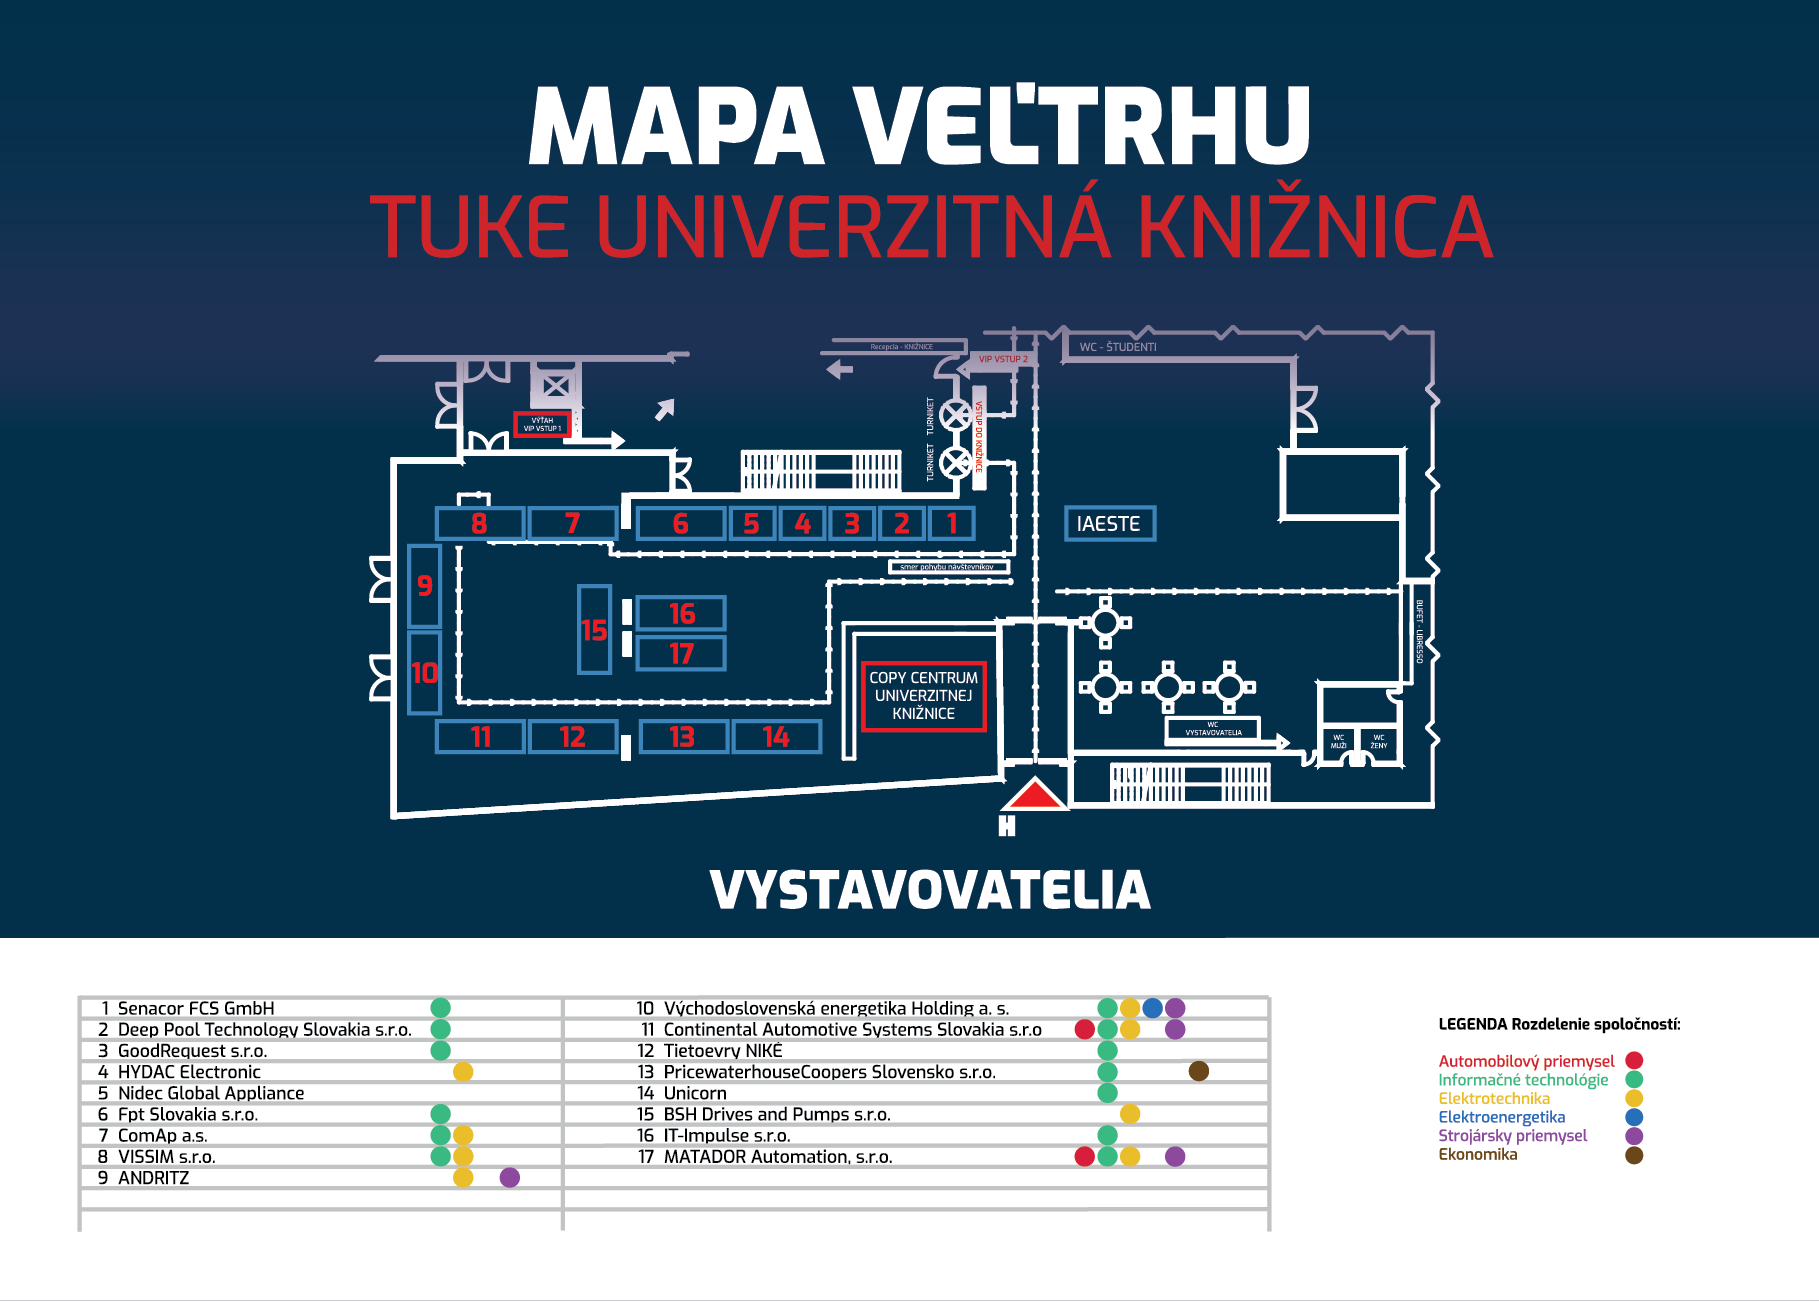 MAPA VEĽTRHU
TUKE UNIVERZITNÁ KNIŽNICA
Recepcia - KNIŽNICE
VIP VSTUP 2
WC - ŠTUDENTI
VÝŤAH
VIP VSTUP 1
TURNIKET
TURNIKET
VSTUP DO KNIŽNICE
8
7
6
5
4
3
2
1
IAESTE
smer pohybu návštevníkov
9
15
16
17
10
BUFET - LIBRESSO
COPY CENTRUM
UNIVERZITNEJ
KNIŽNICE
11
12
13
14
WC
VYSTAVOVATELIA
WC
MUŽI
WC
ŽENY
H
VYSTAVOVATELIA
1 Senacor FCS GmbH
2 Deep Pool Technology Slovakia s.r.o.
3 GoodRequest s.r.o.
4 HYDAC Electronic
5 Nidec Global Appliance
6 Fpt Slovakia s.r.o.
7 ComAp a.s.
8 VISSIM s.r.o.
9 ANDRITZ
10 Východoslovenská energetika Holding a. s.
11 Continental Automotive Systems Slovakia s.r.o
12 Tietoevry NIKÉ
13 PricewaterhouseCoopers Slovensko s.r.o.
14 Unicorn
15 BSH Drives and Pumps s.r.o.
16 IT-Impulse s.r.o.
17 MATADOR Automation, s.r.o.
LEGENDA Rozdelenie spoločností:
Automobilový priemysel
Informačné technológie
Elektrotechnika
Elektroenergetika
Strojársky priemysel
Ekonomika